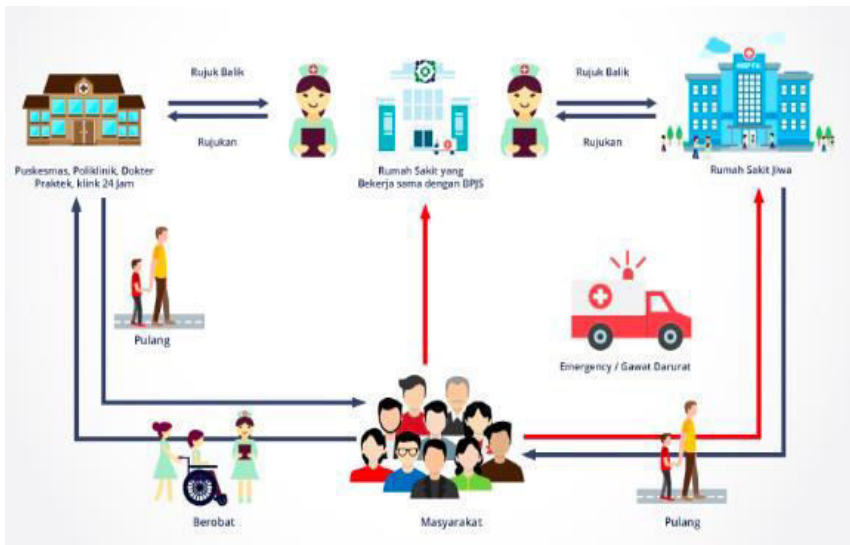 Rujuk Balik
Rujukan
Puskesmas, Poliklinik, Dokter
Praktek, klink 24 Jam
Rumah Sakit yang
Bekerja sama dengan BPJS
Rujuk Balik
Rujukan
Rumah Sakit Jiwa
Pulang
Emergency / Gawat Darurat
Berobat
Masyarakat
Pulang